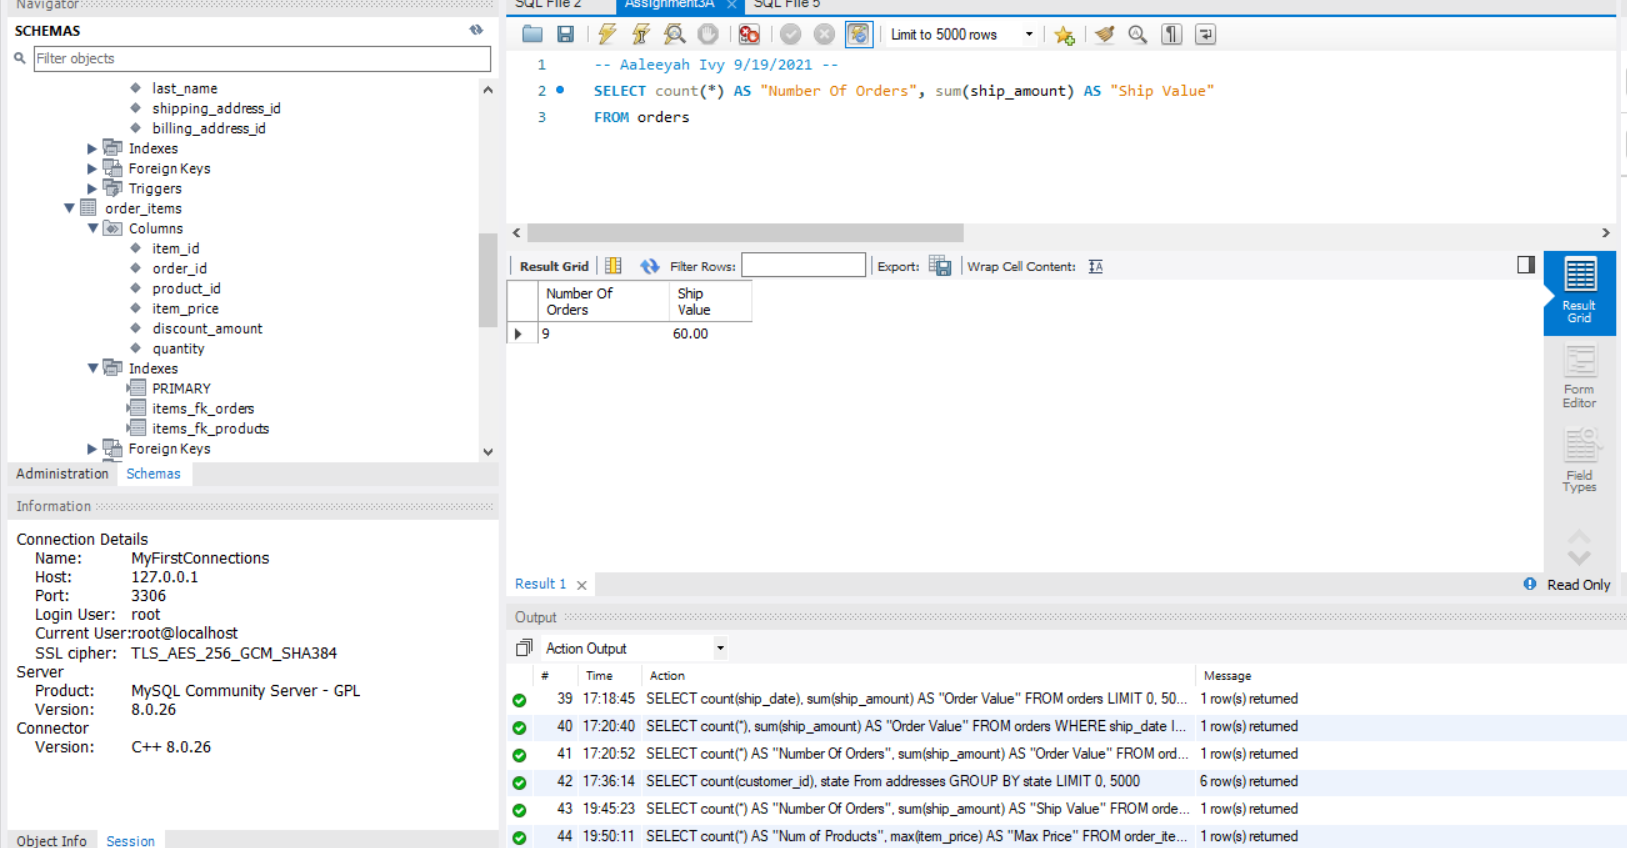 Navigator
SCHEMAS
Filter objects
last_name
shipping_address_id
billing_address_id
Indexes
Foreign Keys
Triggers
order_items
Columns
item_id
order_id
product_id
item_price
discount_amount
quantity
Indexes
PRIMARY
items_fk_orders
items_fk_products
Foreign Keys
Administration Schemas
Information
Connection Details
Name: MyFirstConnections
Host: 127.0.0.1
Port: 3306
Login User: root
Current User:root@localhost
SSL cipher: TLS_AES_256_GCM_SHA384
Server
Product: MySQL Community Server - GPL
Version: 8.0.26
Connector
Version: C++ 8.0.26
Object Info Session
SQL File 2 Assignment3A SQL File 5
Limit to 5000 rows
1 -- Aaleeyah Ivy 9/19/2021 --
2 SELECT count(*) AS "Number Of Orders", sum(ship_amount) AS "Ship Value"
3 FROM orders
Result Grid Filter Rows: Export: Wrap Cell Content:
Number Of Orders Ship Value
9 60.00
Result Grid
Form Editor
Field Types
Result 1 Read Only
Output
Action Output
# Time Action Message
39 17:18:45 SELECT count(ship_date), sum(ship_amount) AS "Order Value" FROM orders LIMIT 0, 50... 1 row(s) returned
40 17:20:40 SELECT count(*), sum(ship_amount) AS "Order Value" FROM orders WHERE ship_date I... 1 row(s) returned
41 17:20:52 SELECT count(*) AS "Number Of Orders", sum(ship_amount) AS "Order Value" FROM ord... 1 row(s) returned
42 17:36:14 SELECT count(customer_id), state From addresses GROUP BY state LIMIT 0, 5000 6 row(s) returned
43 19:45:23 SELECT count(*) AS "Number Of Orders", sum(ship_amount) AS "Ship Value" FROM orde... 1 row(s) returned
44 19:50:11 SELECT count(*) AS "Num of Products", max(item_price) AS "Max Price" FROM order_ite... 1 row(s) returned